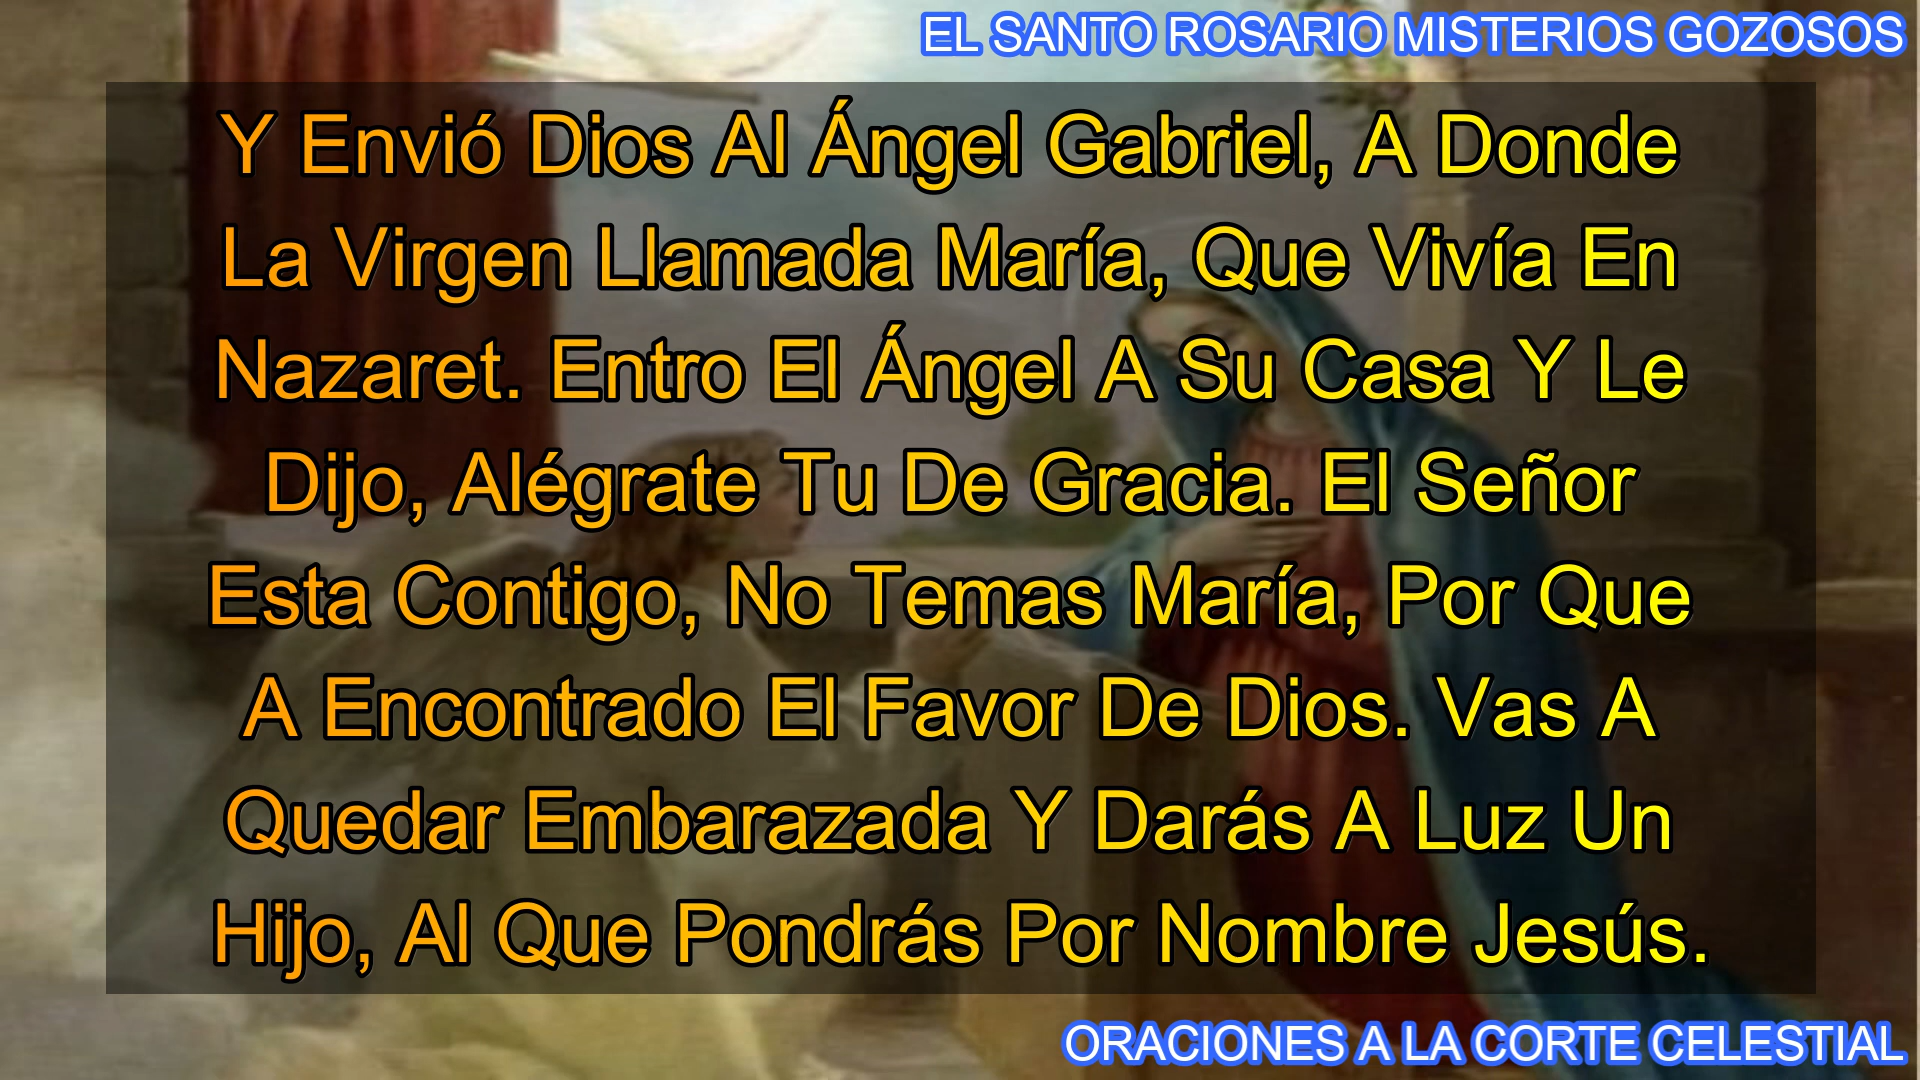 EL SANTO ROSARIO MISTERIOS GOZOSOS
Y Envió Dios Al Ángel Gabriel, A Donde
La Virgen Llamada María, Que Vivía En
Nazaret. Entro El Ángel A Su Casa Y Le
Dijo, Alégrate Tu De Gracia. El Señor
Esta Contigo, No Temas María, Por Que
A Encontrado El Favor De Dios. Vas A
Quedar Embarazada Y Darás A Luz Un
Hijo, Al Que Pondrás Por Nombre Jesús.
ORACIONES A LA CORTE CELESTIAL